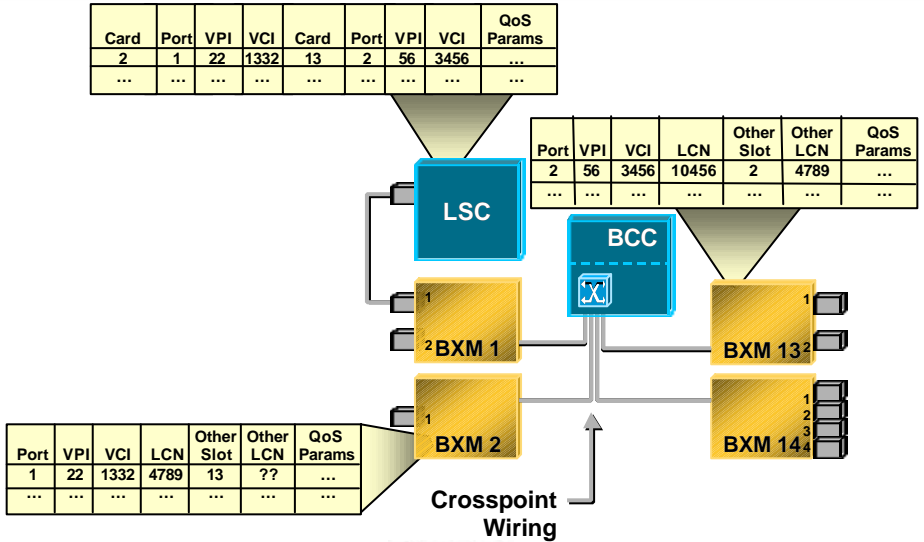 QoS
Card Port VPI VCI Card Port VPI VCI Params
2 1 22 1332 13 2 56 3456 ...
... ... ... ... ... ... ... ... ...
Other Other QoS
Port VPI VCI LCN Slot LCN Params
2 56 3456 10456 2 4789 ...
... ... ... ... ... ... ...
LSC
BCC
1
2 BXM 1
1
BXM 13 2
1
BXM 2
1
2
3
BXM 14 4
Other Other QoS
Port VPI VCI LCN Slot LCN Params
1 22 1332 4789 13 ?? ...
... ... ... ... ... ... ...
Crosspoint
Wiring